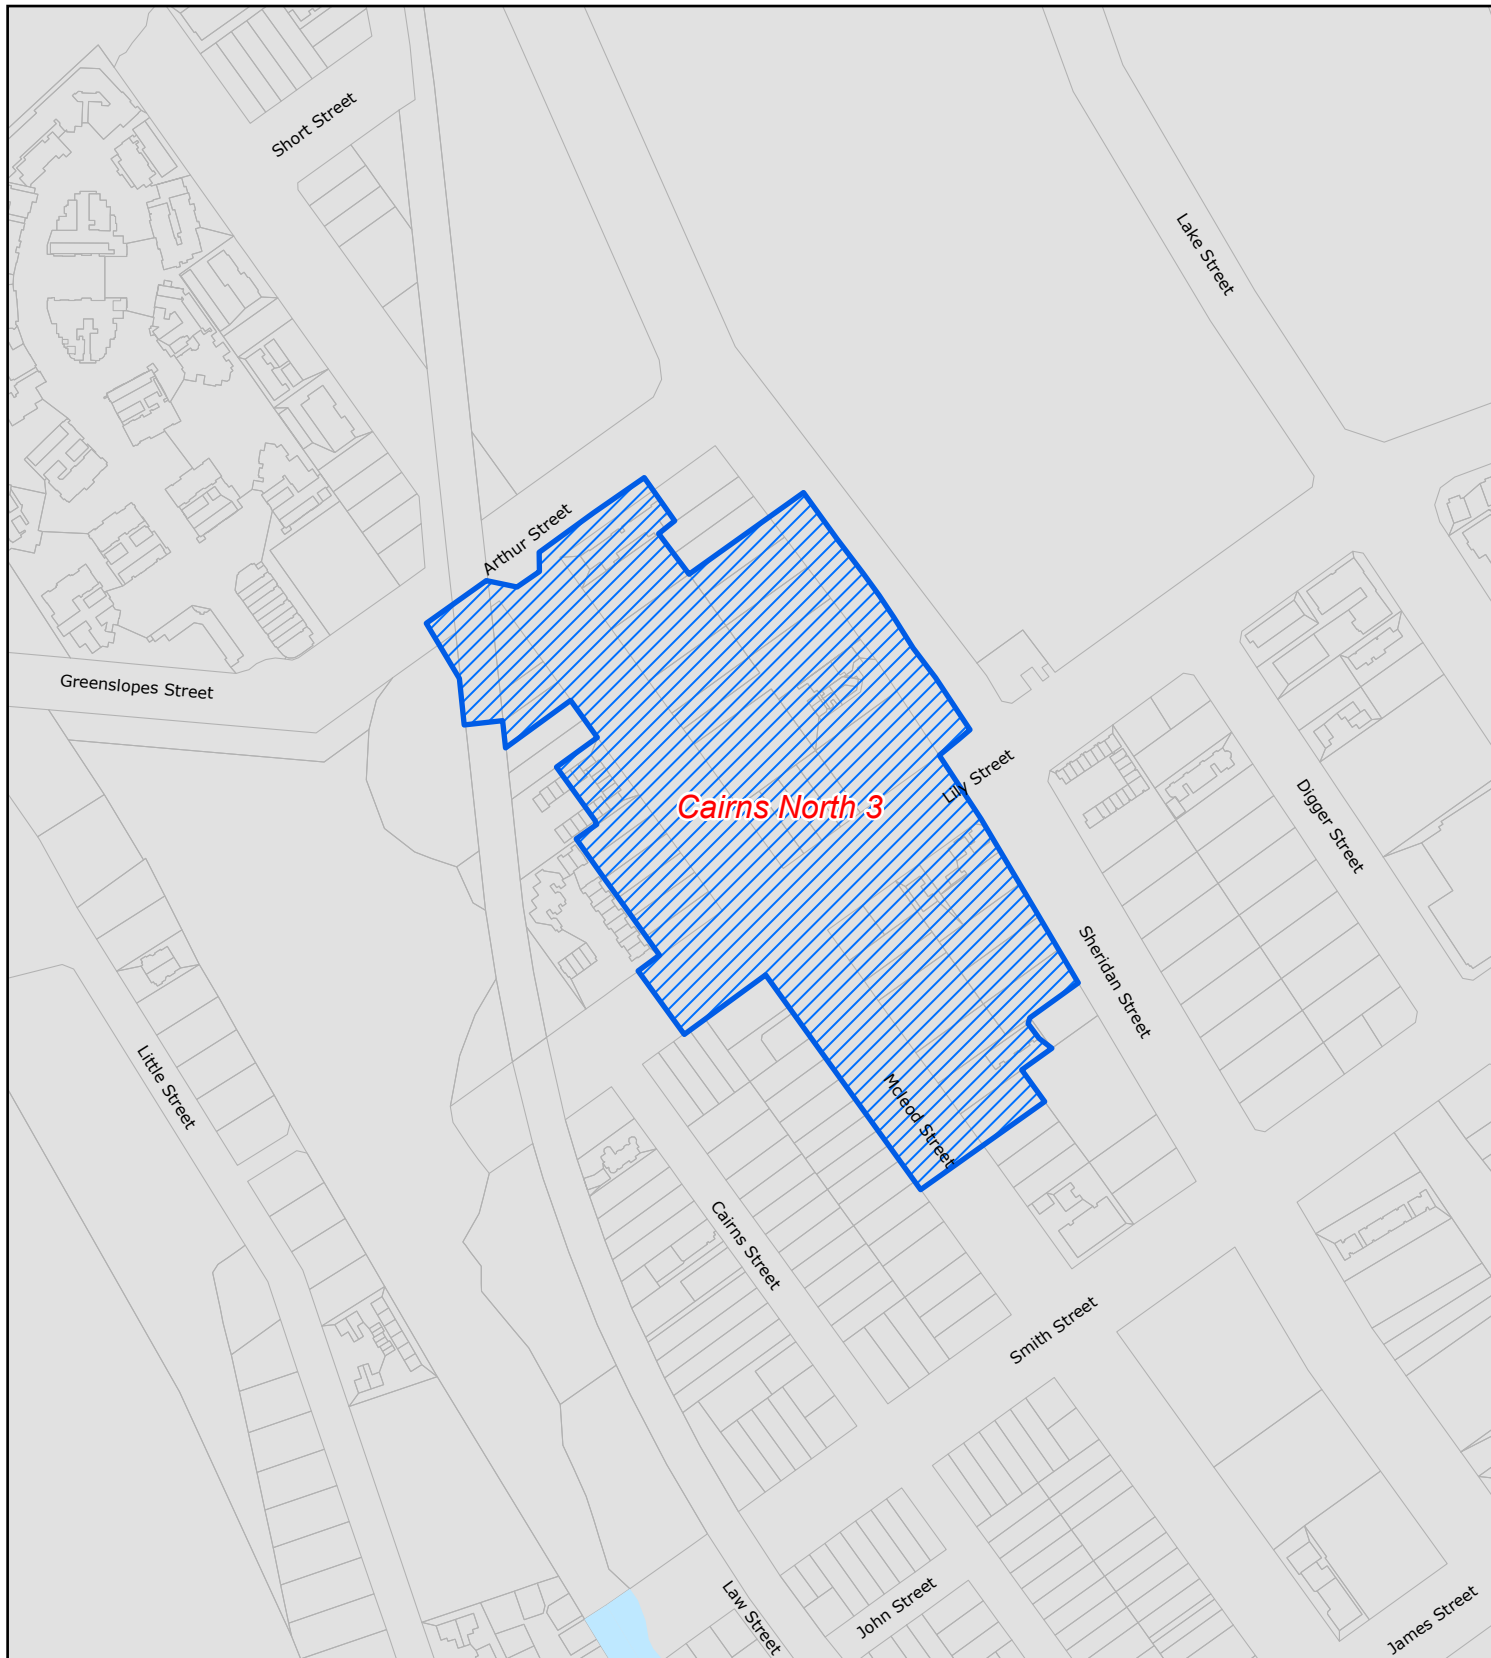 Short Street
Lake Street
Arthur Street
Greenslopes Street
Lily Street
Cairns North 3
Digger Street
Sheridan Street
Little Street
Mcleod Street
Cairns Street
Smith Street
Law Street
John Street
James Street